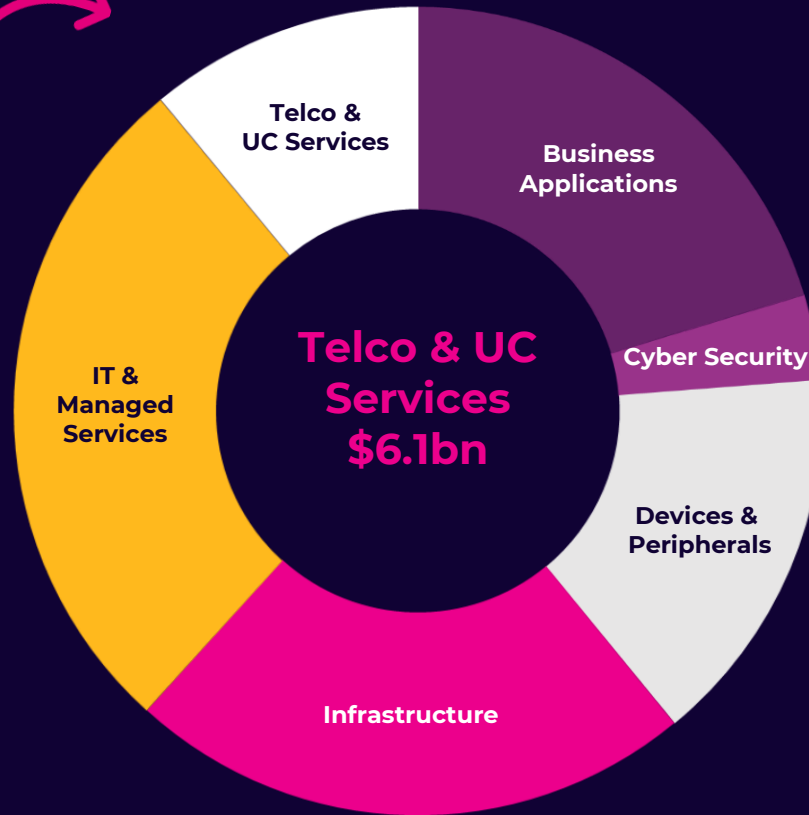 Telco &
UC Services
Business
Applications
Telco & UC
Services
$6.1bn
Cyber Security
IT &
Managed
Services
Devices &
Peripherals
Infrastructure